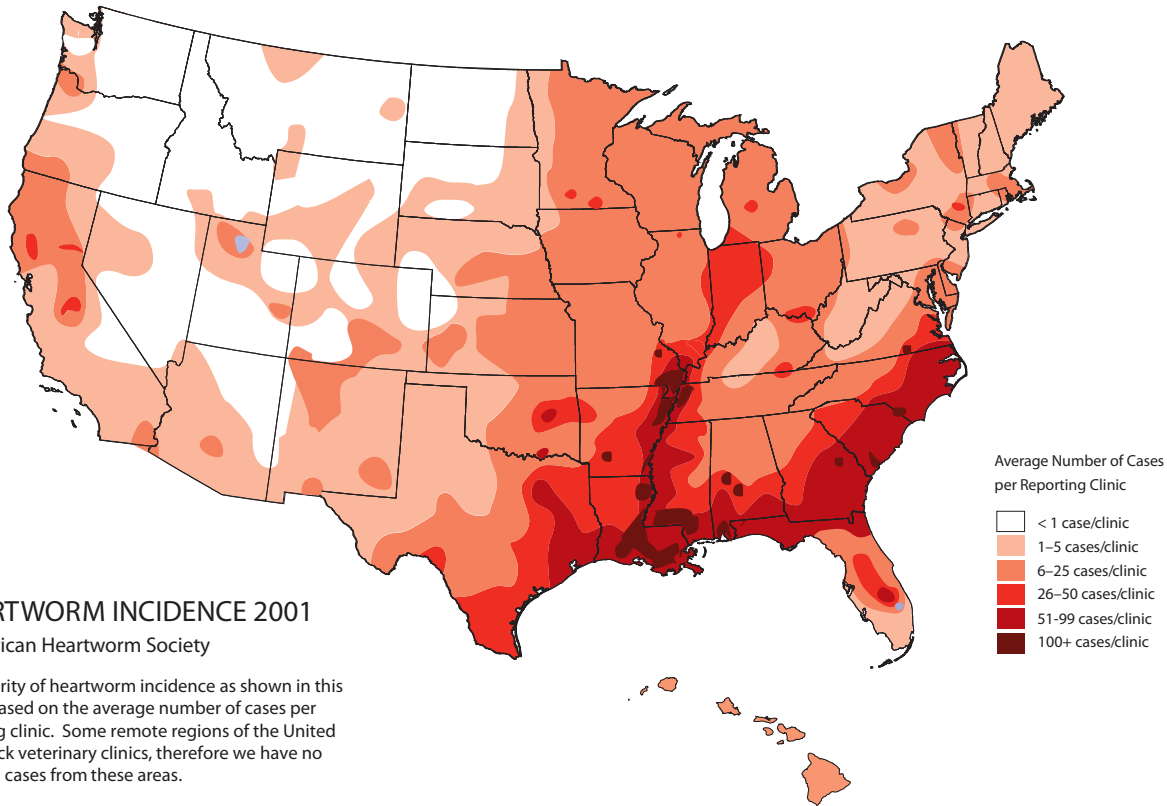 Average Number of Cases
per Reporting Clinic
< 1 case/clinic
1–5 cases/clinic
6–25 cases/clinic
26–50 cases/clinic
51-99 cases/clinic
100+ cases/clinic
RTWORM INCIDENCE 2001
ican Heartworm Society
rity of heartworm incidence as shown in this
ased on the average number of cases per
g clinic.  Some remote regions of the United
ck veterinary clinics, therefore we have no
cases from these areas.